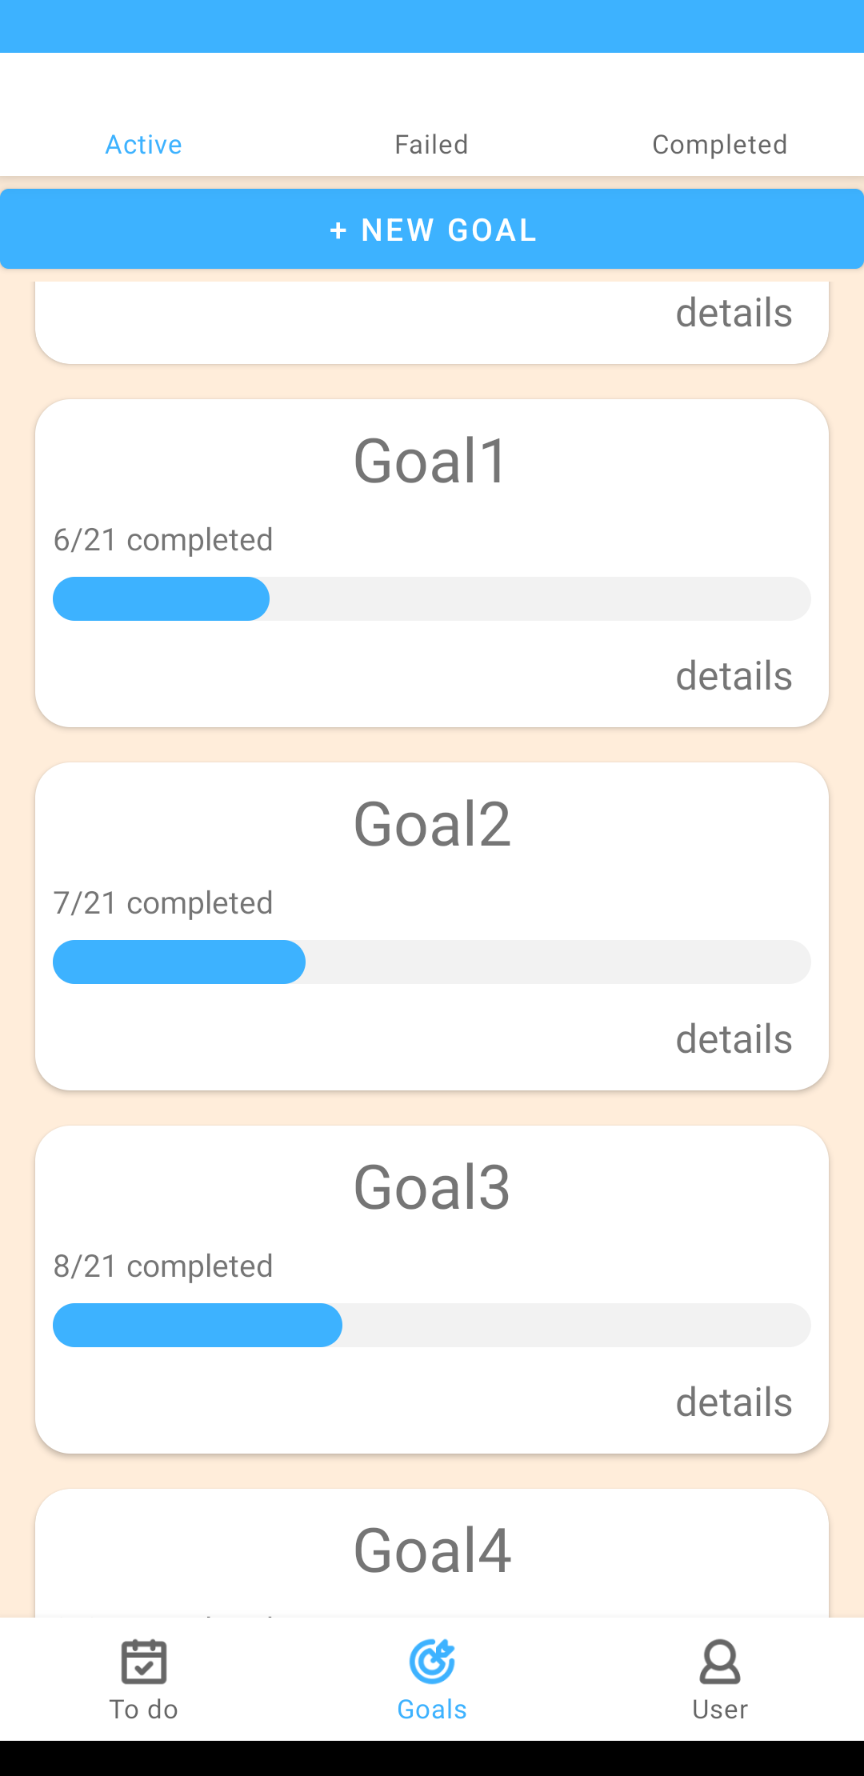 Active Failed Completed
+ NEW GOAL
details
Goal1
6/21 completed
details
Goal2
7/21 completed
details
Goal3
8/21 completed
details
Goal4
To do Goals User